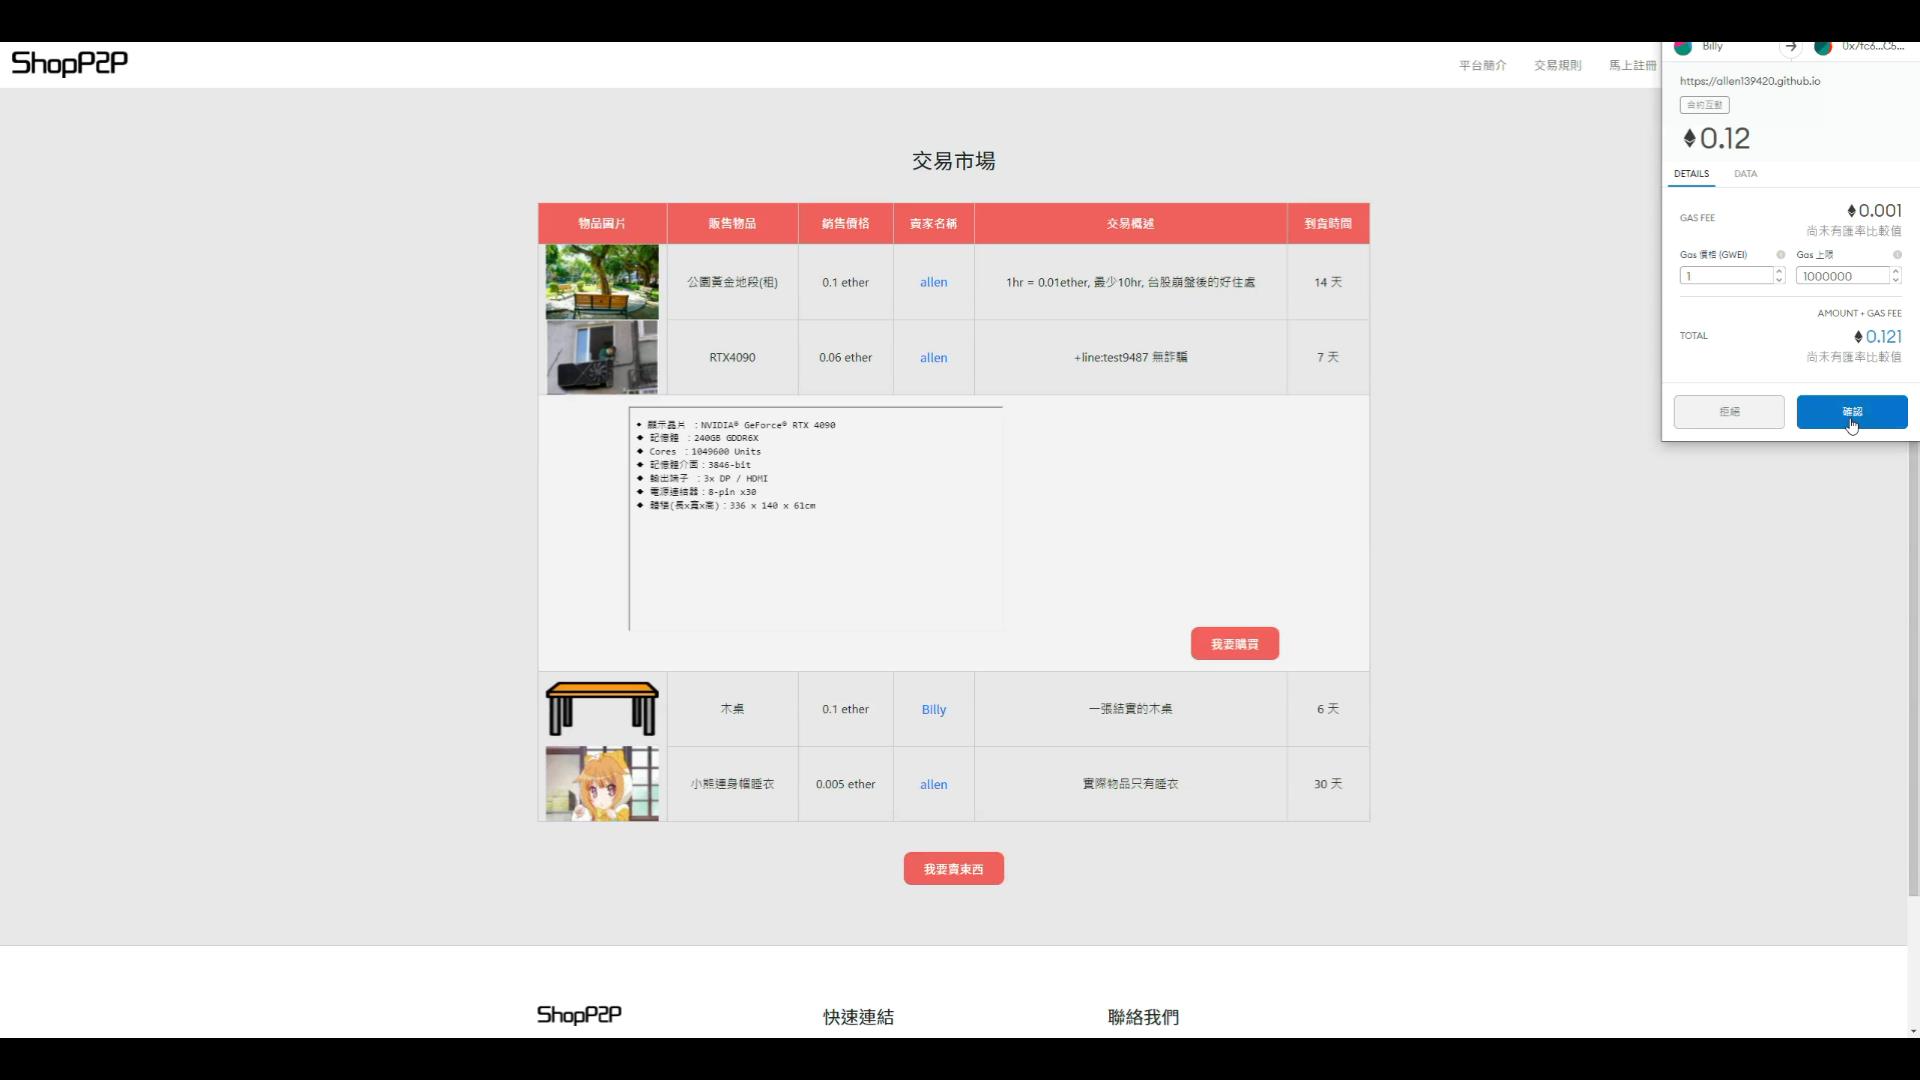 ShopP2P
平台簡介
交易規則
馬上註冊
交易市場
物品圖片 販售物品 銷售價格 賣家名稱 交易概述 到貨時間
公園黃金地段(租) 0.1 ether allen 1hr = 0.01ether, 最少10hr, 台股崩盤後的好住處 14 天
RTX4090 0.06 ether allen +line:test9487 無詐騙 7 天
◆ 顯示晶片 :NVIDIA® GeForce® RTX 4090
◆ 記憶體 :240GB GDDR6X
◆ Cores :1049600 Units
◆ 記憶體介面:3846-bit
◆ 輸出端子 :3x DP / HDMI
◆ 電源連結器:8-pin x30
◆ 體積(長x寬x高):336 x 140 x 61cm
我要購買
木桌 0.1 ether Billy 一張結實的木桌 6 天
小熊連身帽睡衣 0.005 ether allen 實際物品只有睡衣 30 天
我要賣東西
ShopP2P
快速連結
聯絡我們
Billy
0x7fc6...C5...
https://allen139420.github.io
合約互動
0.12
DETAILS
DATA
GAS FEE
0.001
尚未有匯率比較值
Gas 價格 (GWEI)
Gas 上限
1
1000000
AMOUNT + GAS FEE
TOTAL
0.121
尚未有匯率比較值
拒絕
確認